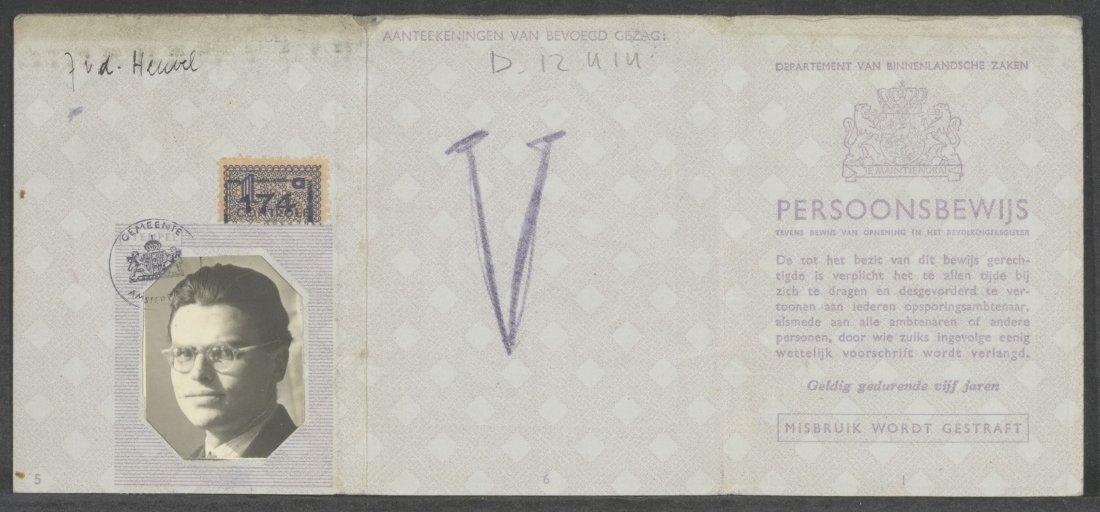 J v d. Heuvel
174
CONTROLE
GEMEENTE
AMSTERDAM
5
AANTEEKENINGEN VAN BEVOEGD GEZAG:
D. 12
V
6
DEPARTEMENT VAN BINNENLANDSCHE ZAKEN
JE MAINTIENDRAI
PERSOONSBEWIJS
TEVENS BEWIJS VAN OPNEMING IN HET BEVOLKINGSREGISTER
De tot het bezit van dit bewijs gerech-
tigde is verplicht het te allen tijde bij
zich te dragen en desgevorderd te ver-
toonen aan iederen opsporingsambtenaar,
alsmede aan alle ambtenaren of andere
personen, door wie zulks ingevolge eenig
wettelijk voorschrift wordt verlangd.
Geldig gedurende vijf jaren
MISBRUIK WORDT GESTRAFT
1